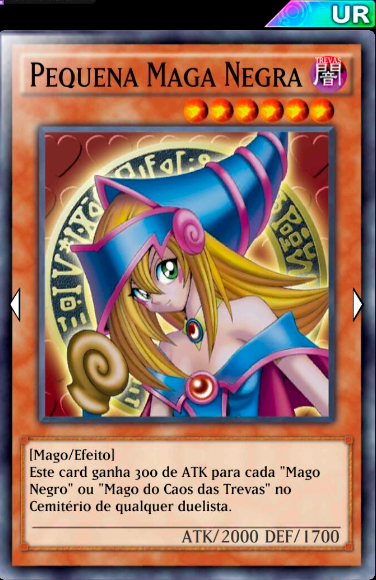 UR
Pequena Maga Negra
TREVAS
闇
[Mago/Efeito]
Este card ganha 300 de ATK para cada "Mago
Negro" ou "Mago do Caos das Trevas" no
Cemitério de qualquer duelista.
ATK/2000 DEF/1700